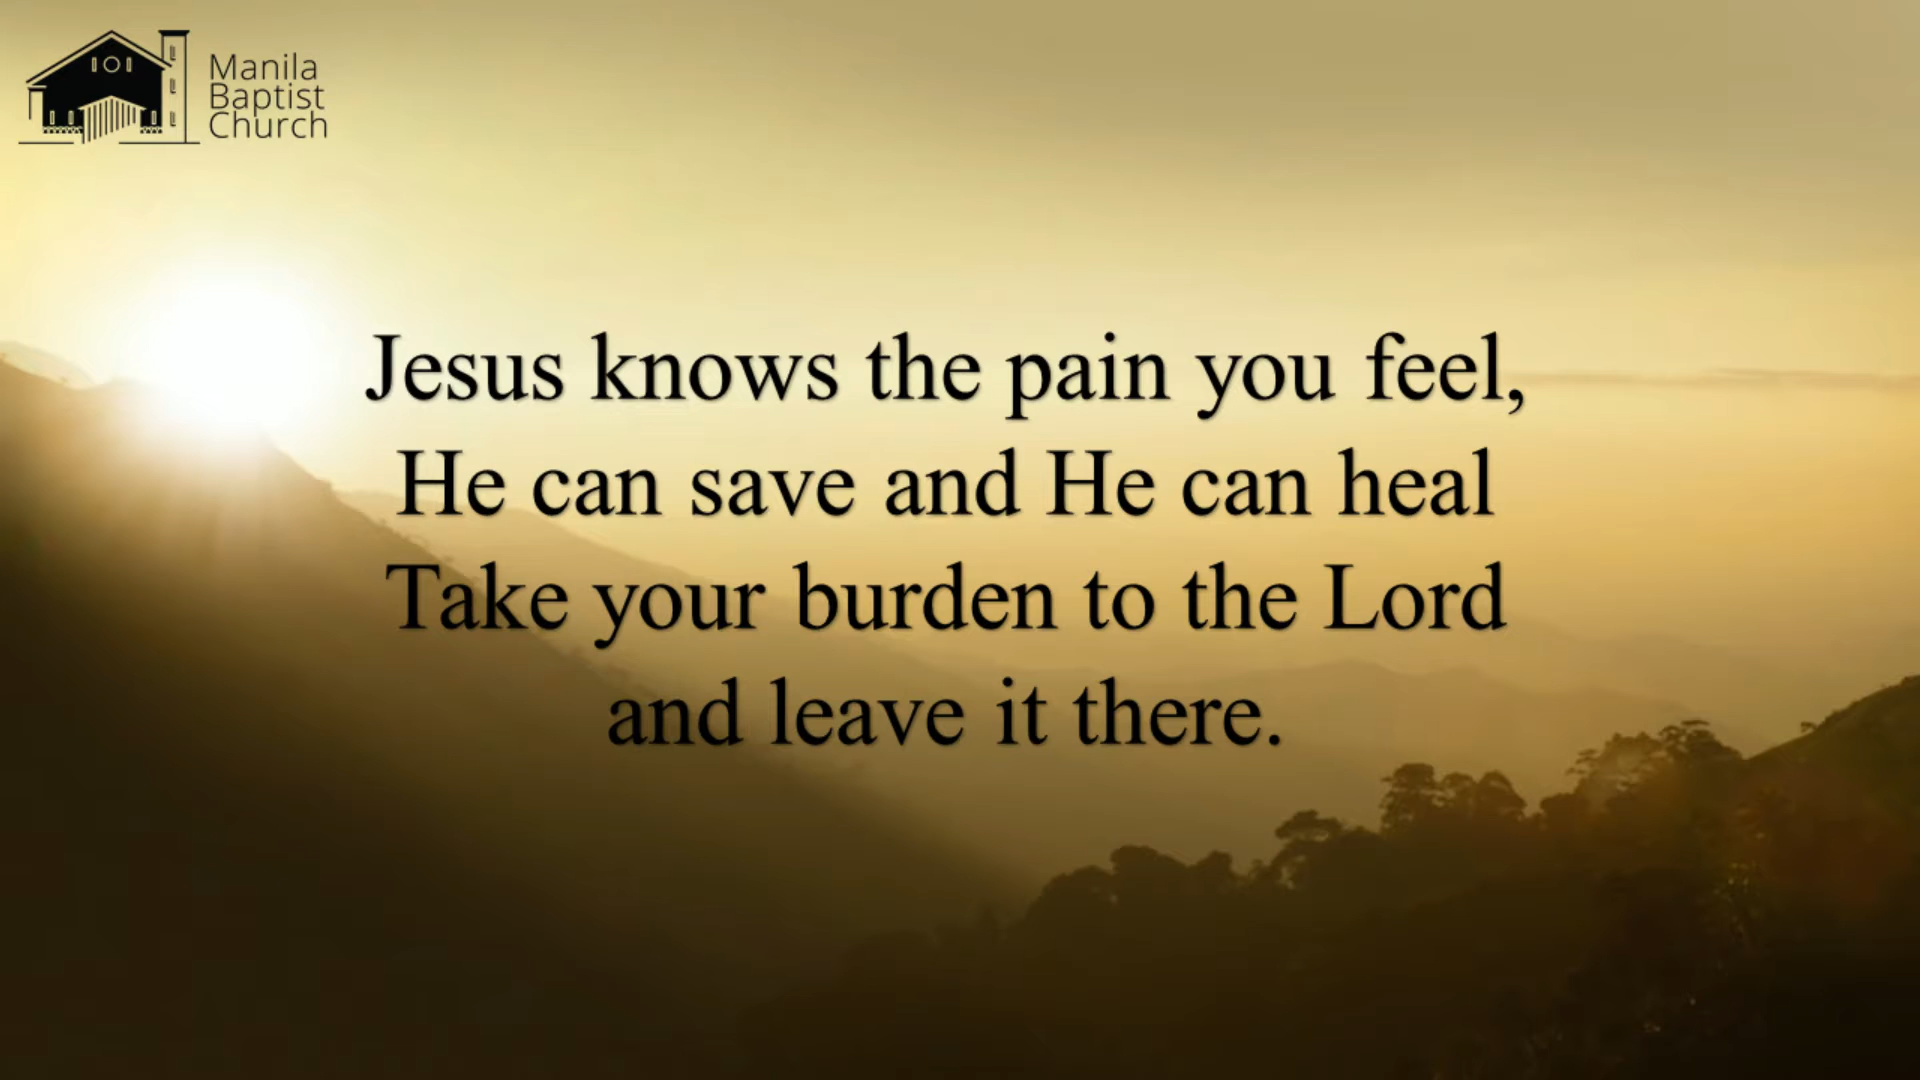 Manila
Baptist
Church
Jesus knows the pain you feel,
He can save and He can heal
Take your burden to the Lord
and leave it there.